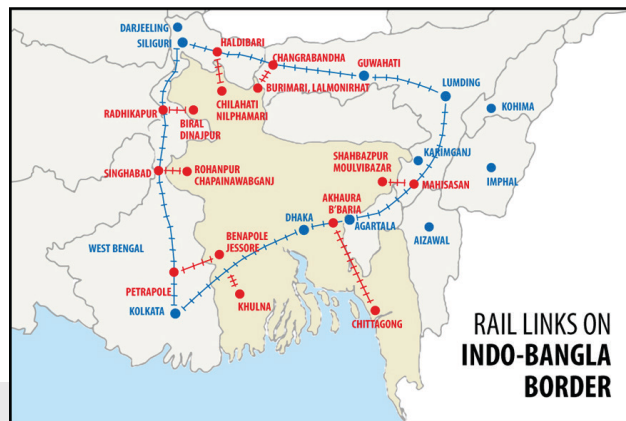 DARJEELING
SILIGURI
HALDIBARI
CHANGRABANDHA
GUWAHATI
LUMDING
KOHIMA
CHILAHATI
NILPHAMARI
BURIMARI, LALMONIRHAT
RADHIKAPUR
BIRAL
DINAJPUR
SHAHBAZPUR
MOULVIBAZAR
KARIMGANJ
SINGHABAD
ROHANPUR
CHAPAINAWABGANJ
MAHISASAN
IMPHAL
AKHAURA
B'BARIA
DHAKA
AGARTALA
AIZAWAL
BENAPOLE
JESSORE
WEST BENGAL
PETRAPOLE
KHULNA
KOLKATA
CHITTAGONG
RAIL LINKS ON
INDO-BANGLA
BORDER